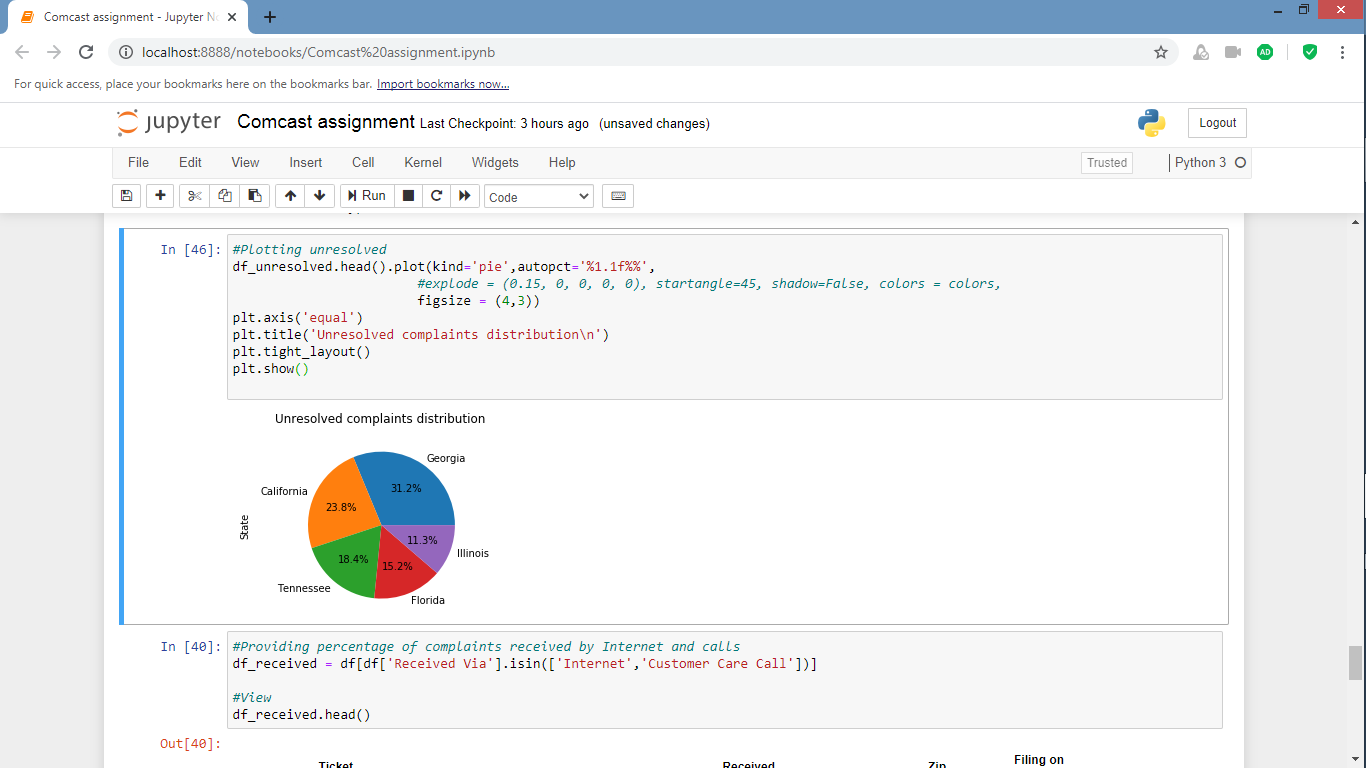 Comcast assignment - Jupyter No
localhost:8888/notebooks/Comcast%20assignment.ipynb
AD
For quick access, place your bookmarks here on the bookmarks bar. Import bookmarks now...
jupyter Comcast assignment Last Checkpoint: 3 hours ago (unsaved changes)
Logout
File Edit View Insert Cell Kernel Widgets Help
Trusted
Python 3
Run
Code
In [46]:
#Plotting unresolved
df_unresolved.head().plot(kind='pie',autopct='%1.1f%%',
#explode = (0.15, 0, 0, 0, 0), startangle=45, shadow=False, colors = colors,
figsize = (4,3))
plt.axis('equal')
plt.title('Unresolved complaints distribution\n')
plt.tight_layout()
plt.show()
Unresolved complaints distribution
Georgia
31.2%
California
23.8%
State
11.3%
Illinois
18.4%
15.2%
Tennessee
Florida
In [40]:
#Providing percentage of complaints received by Internet and calls
df_received = df[df['Received Via'].isin(['Internet','Customer Care Call'])]
#View
df_received.head()
Out[40]:
Filing on
Ticket Received Zip